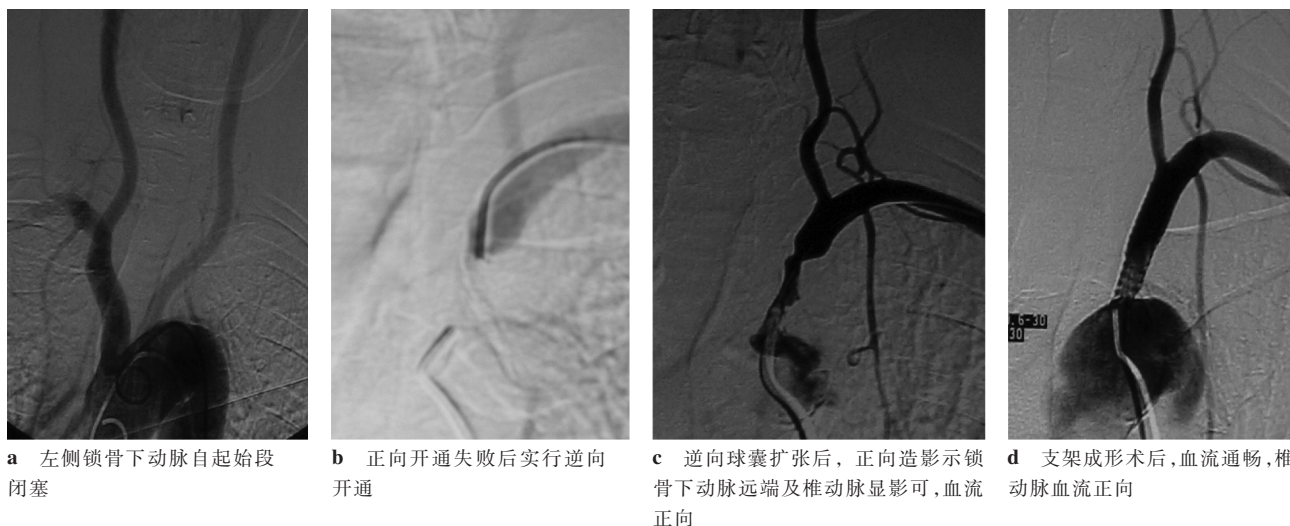 a 左侧锁骨下动脉自起始段
闭塞
b 正向开通失败后实行逆向
开通
c 逆向球囊扩张后，正向造影示锁
骨下动脉远端及椎动脉显影可，血流
正向
.6-30
30
d 支架成形术后，血流通畅，椎
动脉血流正向